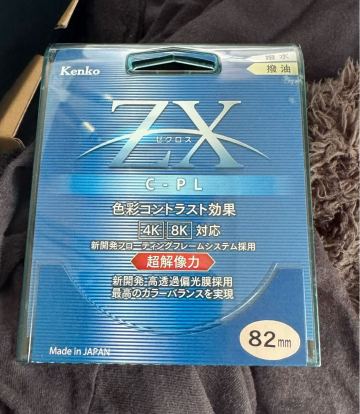 撥水
撥油
Kenko
ZX
ゼクロス
C-PL
色彩コントラスト効果
4K 8K 対応
新開発フローティングフレームシステム採用
超解像力
新開発・高透過偏光膜採用
最高のカラーバランスを実現
Made in JAPAN
82mm